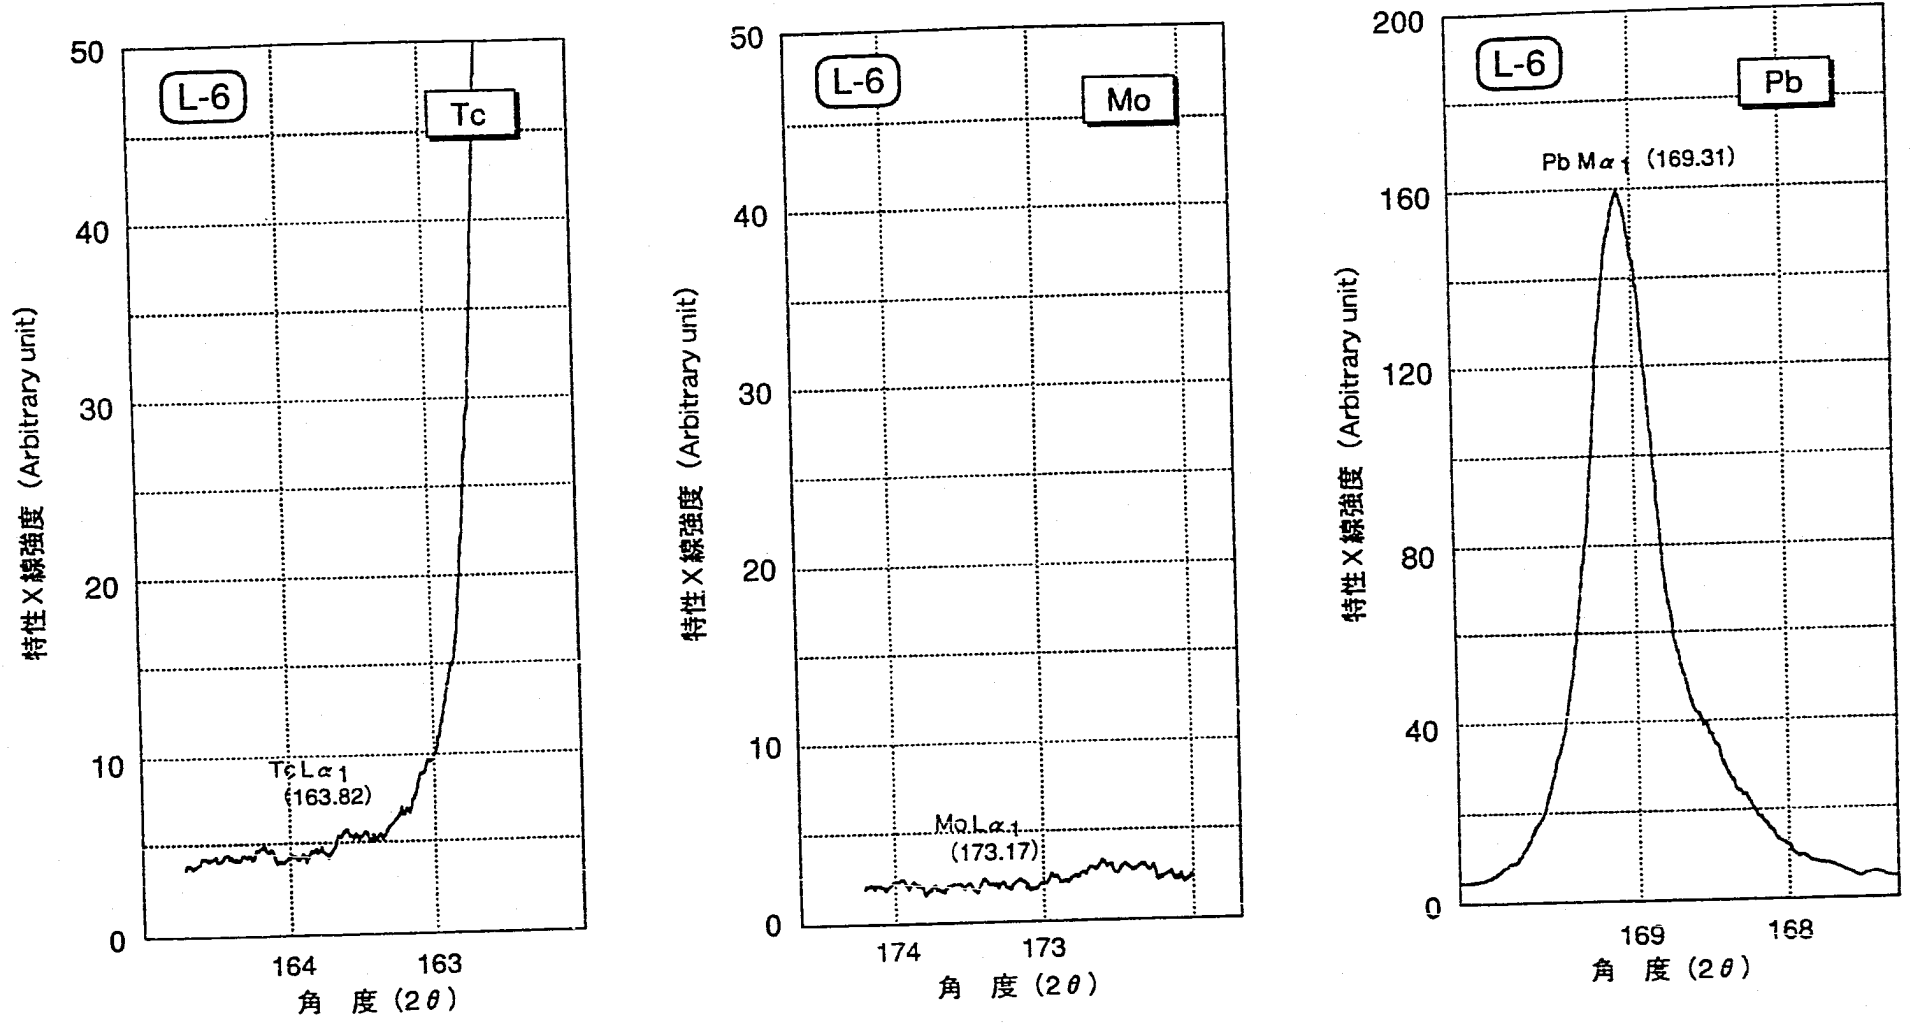 50
40
30
20
10
0
L-6
Tc
Tc Lα1
(163.82)
164
163
角 度 (2θ)
特性X線強度 (Arbitrary unit)
50
40
30
20
10
0
L-6
Mo
Mo Lα1
(173.17)
174
173
角 度 (2θ)
特性X線強度 (Arbitrary unit)
200
160
120
80
40
0
L-6
Pb
Pb Mα1 (169.31)
169
168
角 度 (2θ)
特性X線強度 (Arbitrary unit)